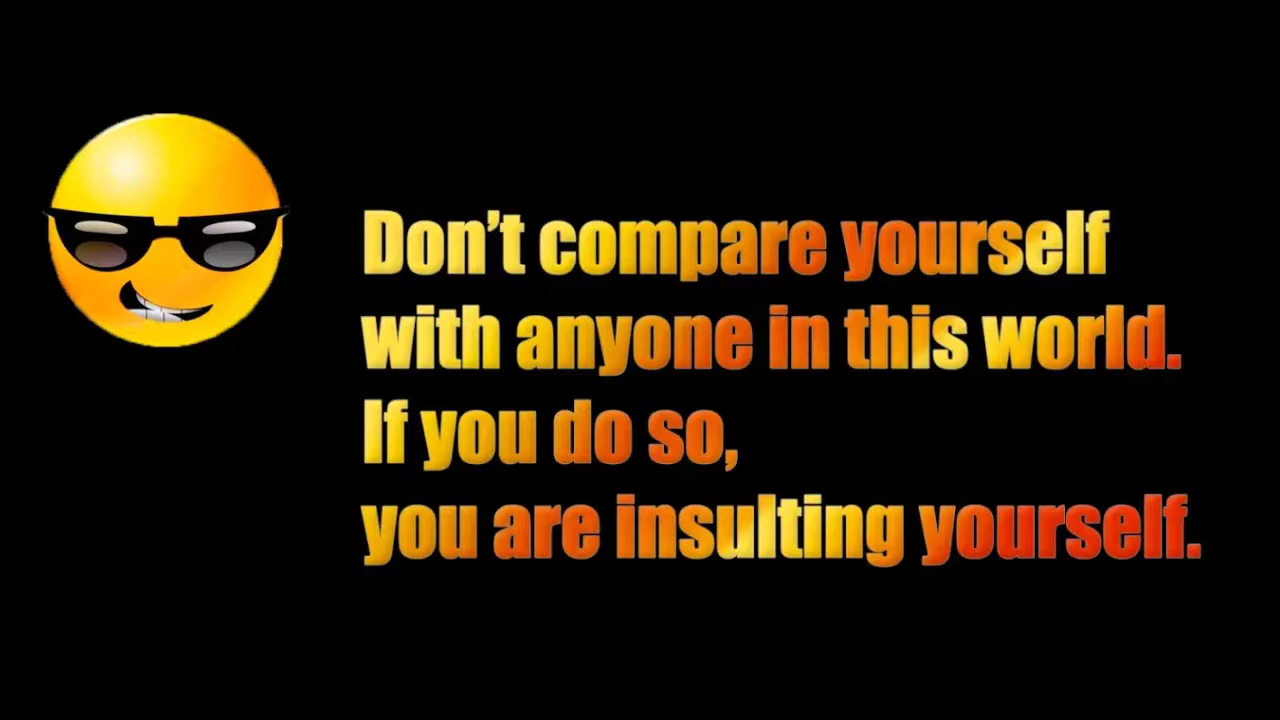 Don’t compare yourself
with anyone in this world.
If you do so,
you are insulting yourself.